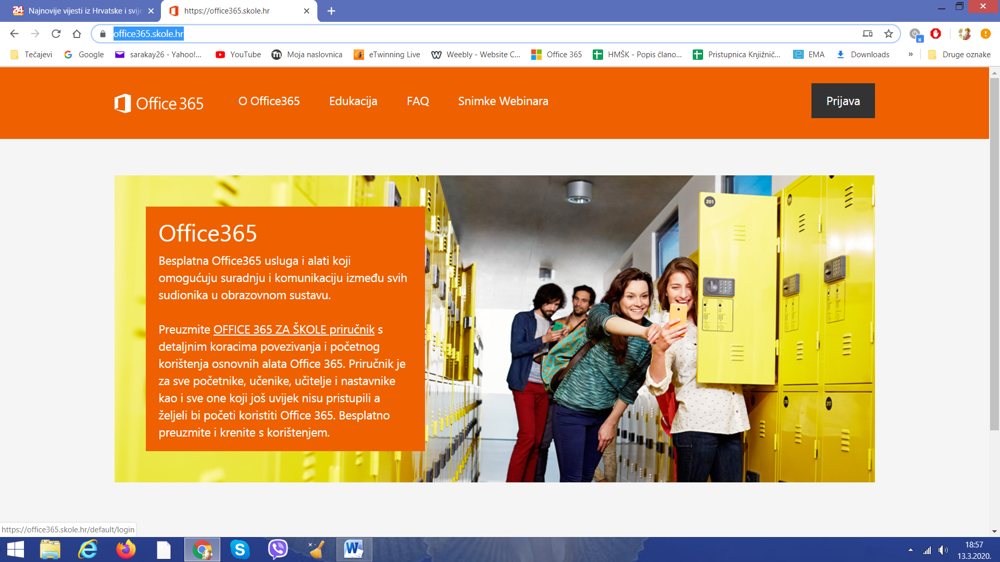 Najnovije vijesti iz Hrvatske i svije
https://office365.skole.hr
office365.skole.hr
Tečajevi
Google
sarakay26 - Yahoo!...
YouTube
Moja naslovnica
eTwinning Live
Weebly - Website C...
Office 365
HMŠK - Popis člano...
Pristupnica Knjižnič...
EMA
Downloads
»
Druge oznake
Office 365
O Office365
Edukacija
FAQ
Snimke Webinara
Prijava
Office365
Besplatna Office365 usluga i alati koji
omogućuju suradnju i komunikaciju između svih
sudionika u obrazovnom sustavu.
Preuzmite OFFICE 365 ZA ŠKOLE priručnik s
detaljnim koracima povezivanja i početnog
korištenja osnovnih alata Office 365. Priručnik je
za sve početnike, učenike, učitelje i nastavnike
kao i sve one koji još uvijek nisu pristupili a
željeli bi početi koristiti Office 365. Besplatno
preuzmite i krenite s korištenjem.
201
217
https://office365.skole.hr/default/login
18:57
13.3.2020.